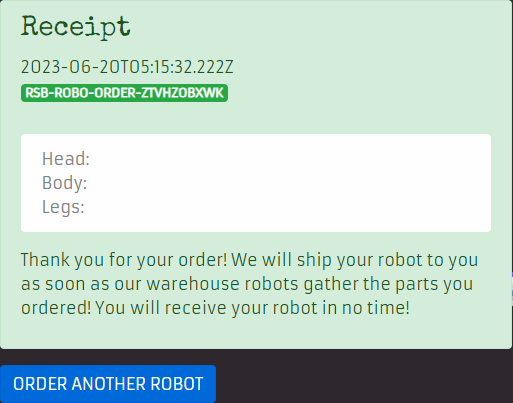 Receipt
2023-06-20T05:15:32.222Z
RSB-ROBO-ORDER-ZTVHZOBXWK
Head:
Body:
Legs:
Thank you for your order! We will ship your robot to you
as soon as our warehouse robots gather the parts you
ordered! You will receive your robot in no time!
ORDER ANOTHER ROBOT